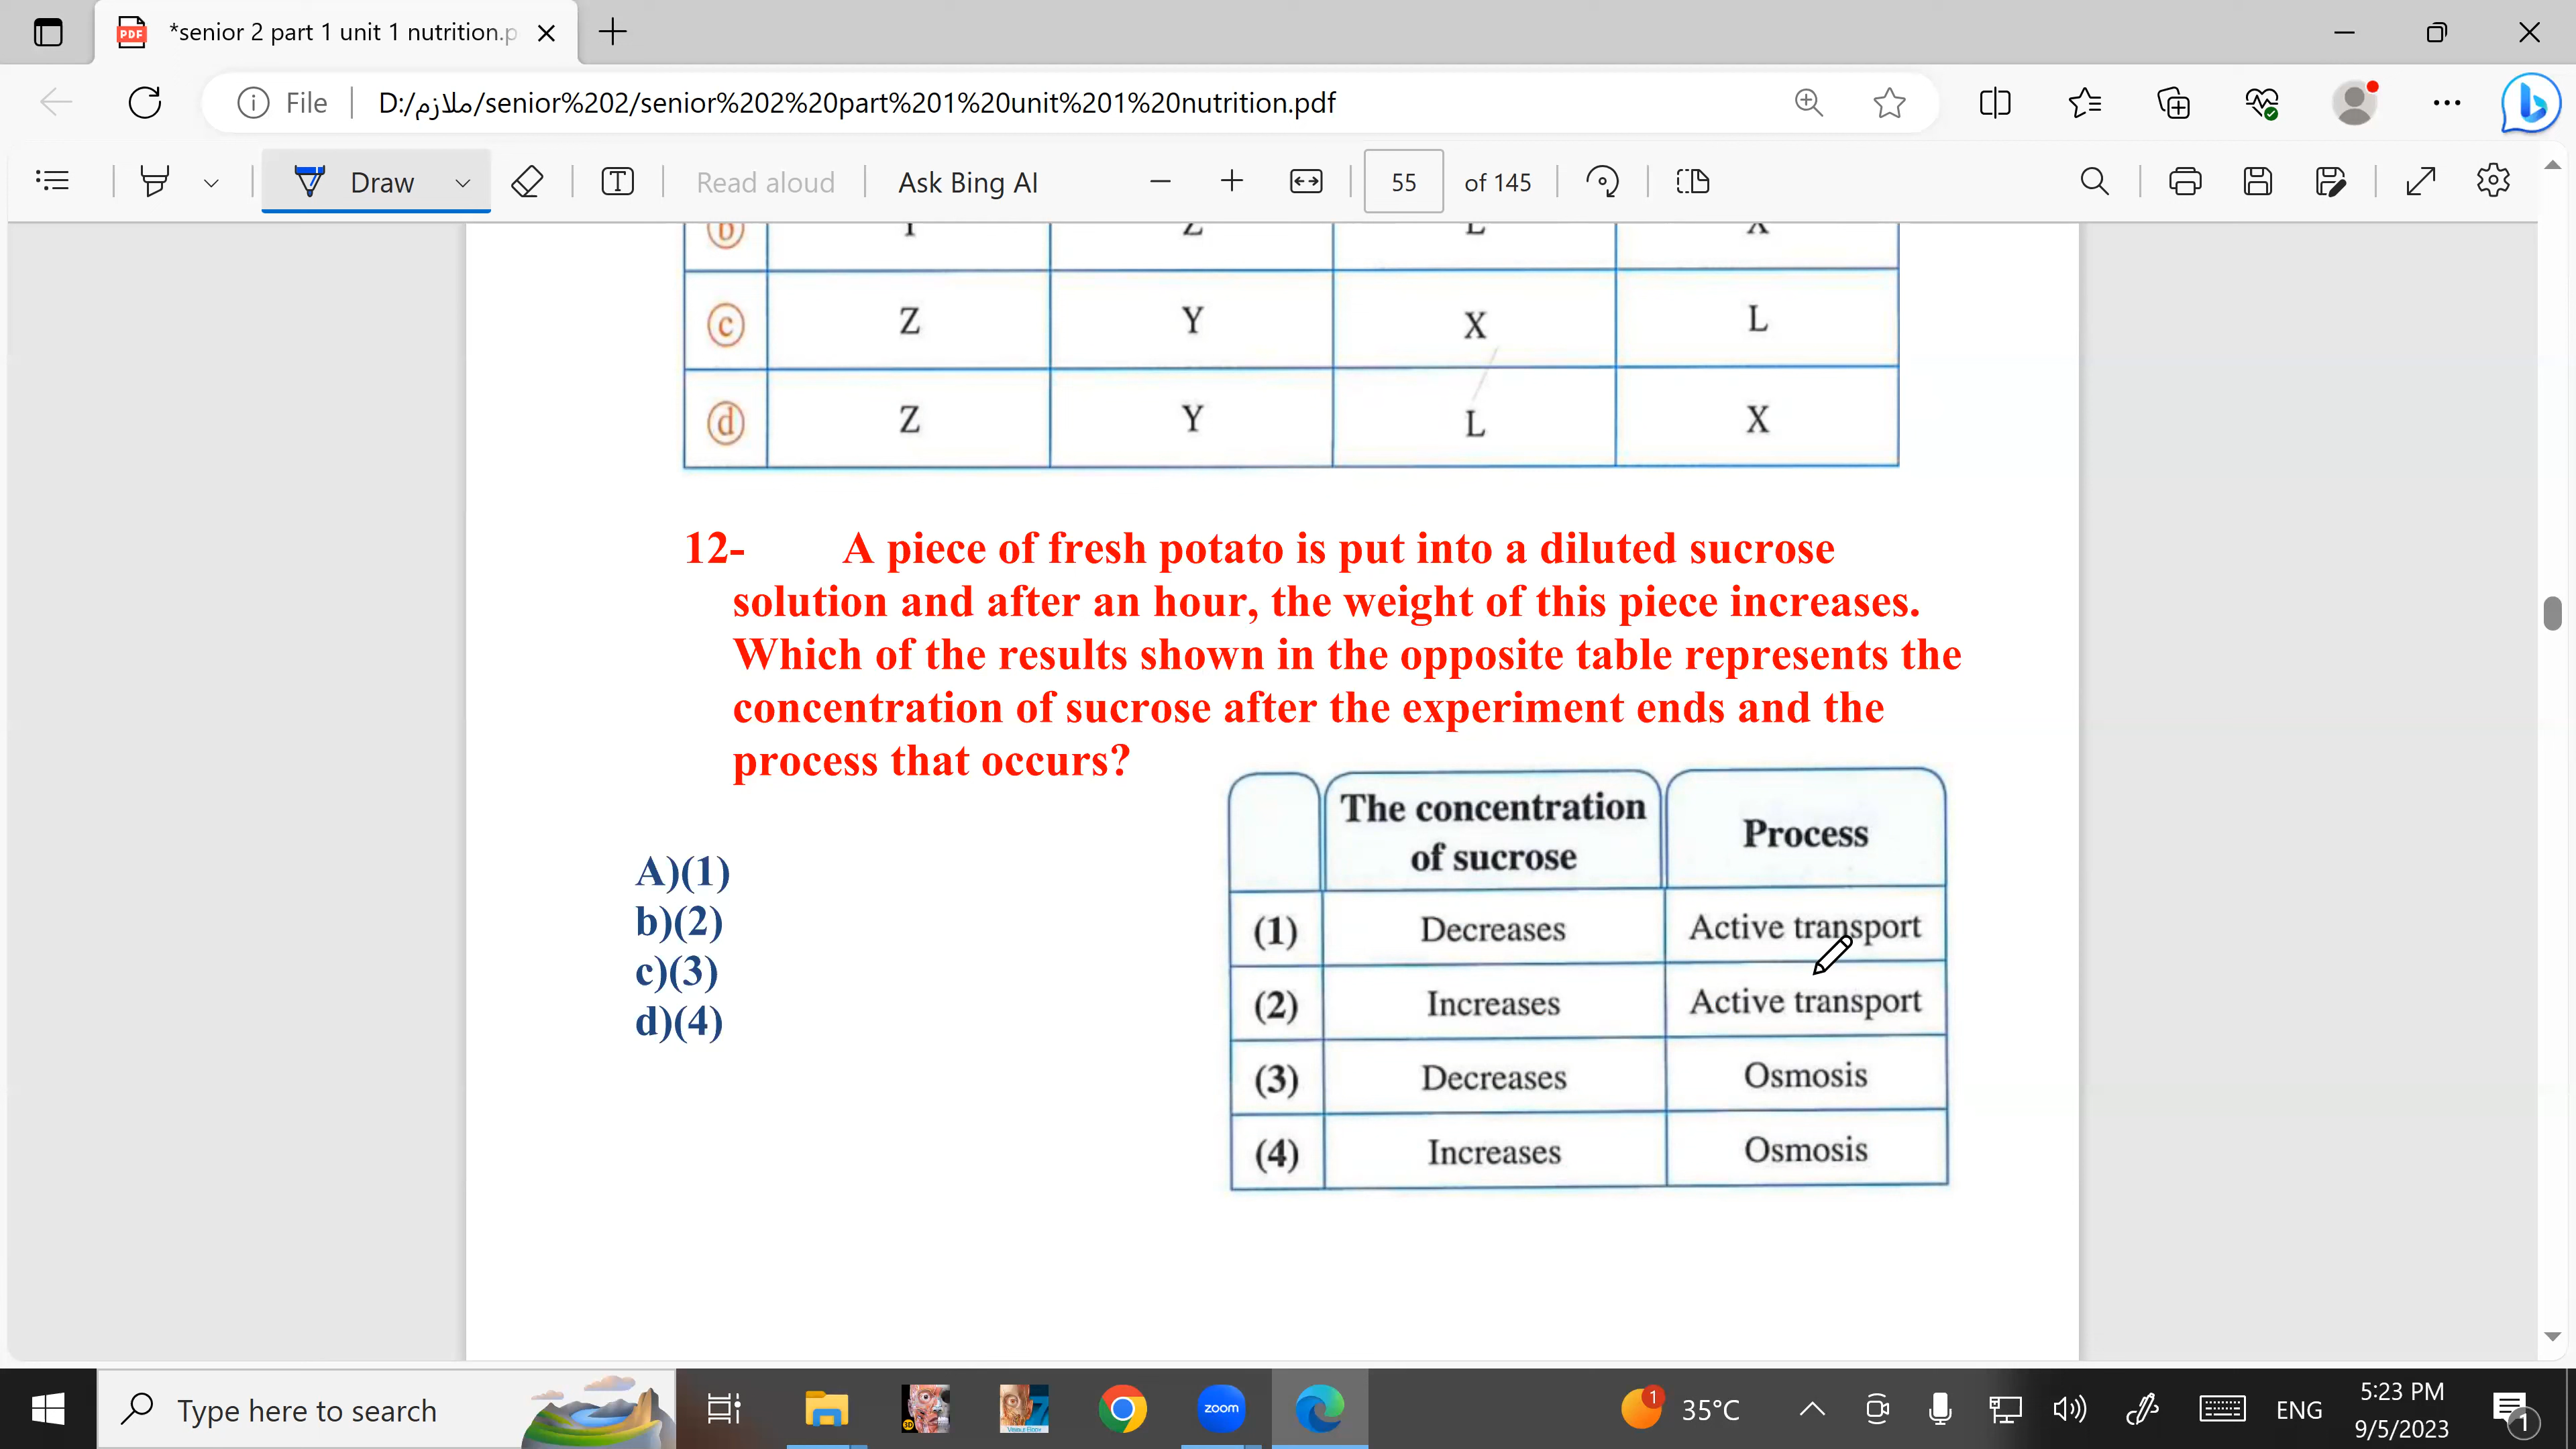 *senior 2 part 1 unit 1 nutrition.p
File
D:/ملازم/senior%202/senior%202%20part%201%20unit%201%20nutrition.pdf
Draw
Read aloud
Ask Bing AI
55
of 145
b Y Z L X
c Z Y X L
d Z Y L X
12- A piece of fresh potato is put into a diluted sucrose
solution and after an hour, the weight of this piece increases.
Which of the results shown in the opposite table represents the
concentration of sucrose after the experiment ends and the
process that occurs?
A)(1)
b)(2)
c)(3)
d)(4)
The concentration
of sucrose
Process
(1) Decreases Active transport
(2) Increases Active transport
(3) Decreases Osmosis
(4) Increases Osmosis
Type here to search
zoom
1
35°C
ENG
5:23 PM
9/5/2023
1